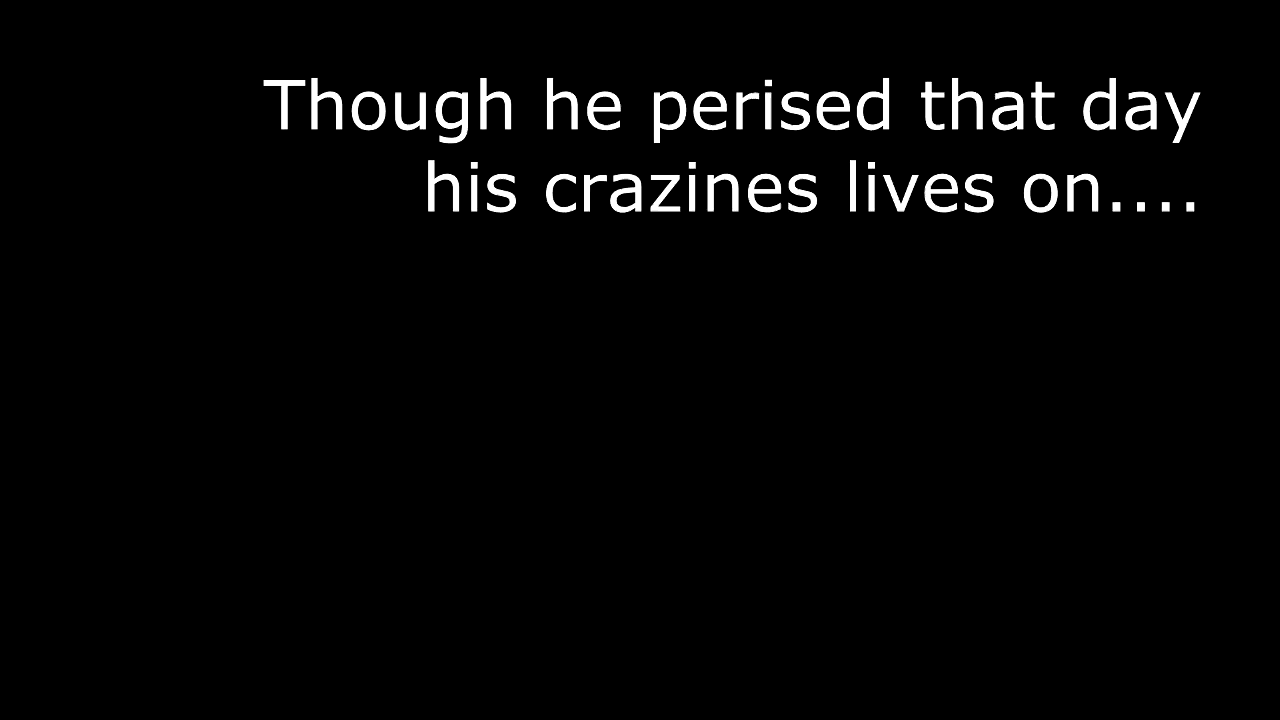 Though he perised that day
his crazines lives on....